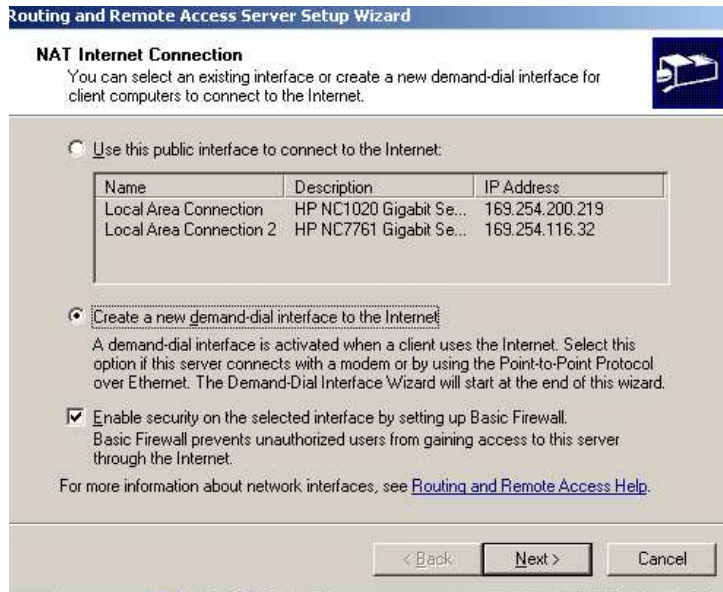 Routing and Remote Access Server Setup Wizard
NAT Internet Connection
You can select an existing interface or create a new demand-dial interface for
client computers to connect to the Internet.
Use this public interface to connect to the Internet:
Name Description IP Address
Local Area Connection HP NC1020 Gigabit Se... 169.254.200.219
Local Area Connection 2 HP NC7761 Gigabit Se... 169.254.116.32
Create a new demand-dial interface to the Internet
A demand-dial interface is activated when a client uses the Internet. Select this
option if this server connects with a modem or by using the Point-to-Point Protocol
over Ethernet. The Demand-Dial Interface Wizard will start at the end of this wizard.
Enable security on the selected interface by setting up Basic Firewall.
Basic Firewall prevents unauthorized users from gaining access to this server
through the Internet.
For more information about network interfaces, see Routing and Remote Access Help.
< Back Next > Cancel